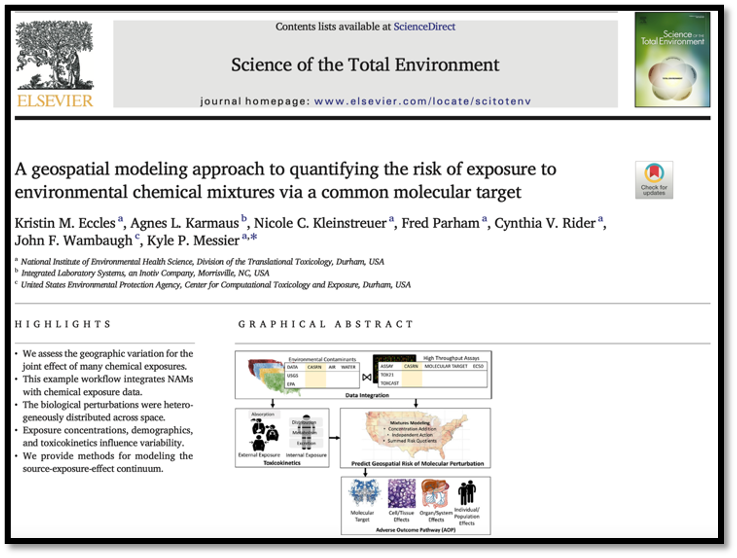 Contents lists available at ScienceDirect
Science of the Total Environment
journal homepage: www.elsevier.com/locate/scitotenv
ELSEVIER
Science of the
Total Environment
A geospatial modeling approach to quantifying the risk of exposure to
environmental chemical mixtures via a common molecular target
Check for
updates
Kristin M. Eccles a, Agnes L. Karmaus b, Nicole C. Kleinstreuer a, Fred Parham a, Cynthia V. Rider a,
John F. Wambaugh c, Kyle P. Messier a,*
a National Institute of Environmental Health Science, Division of the Translational Toxicology, Durham, USA
b Integrated Laboratory Systems, an Inotiv Company, Morrisville, NC, USA
c United States Environmental Protection Agency, Center for Computational Toxicology and Exposure, Durham, USA
HIGHLIGHTS
• We assess the geographic variation for the
joint effect of many chemical exposures.
• This example workflow integrates NAMs
with chemical exposure data.
• The biological perturbations were hetero-
geneously distributed across space.
• Exposure concentrations, demographics,
and toxicokinetics influence variability.
• We provide methods for modeling the
source-exposure-effect continuum.
GRAPHICAL ABSTRACT
Environmental Contaminants
DATA CASRN AIR WATER
USGS
EPA
High Throughput Assays
ASSAY CASRN MOLECULAR TARGET EC50
TOX21
TOXCAST
Data Integration
Absorption
Distribution
Metabolism
Excretion
External Exposure Internal Exposure
Toxicokinetics
Mixtures Modeling
• Concentration Addition
• Independent Action
• Summed Risk Quotients
Predict Geospatial Risk of Molecular Perturbation
Molecular
Target
Cell/Tissue
Effects
Organ/System
Effects
Individual/
Population
Effects
Adverse Outcome Pathway (AOP)